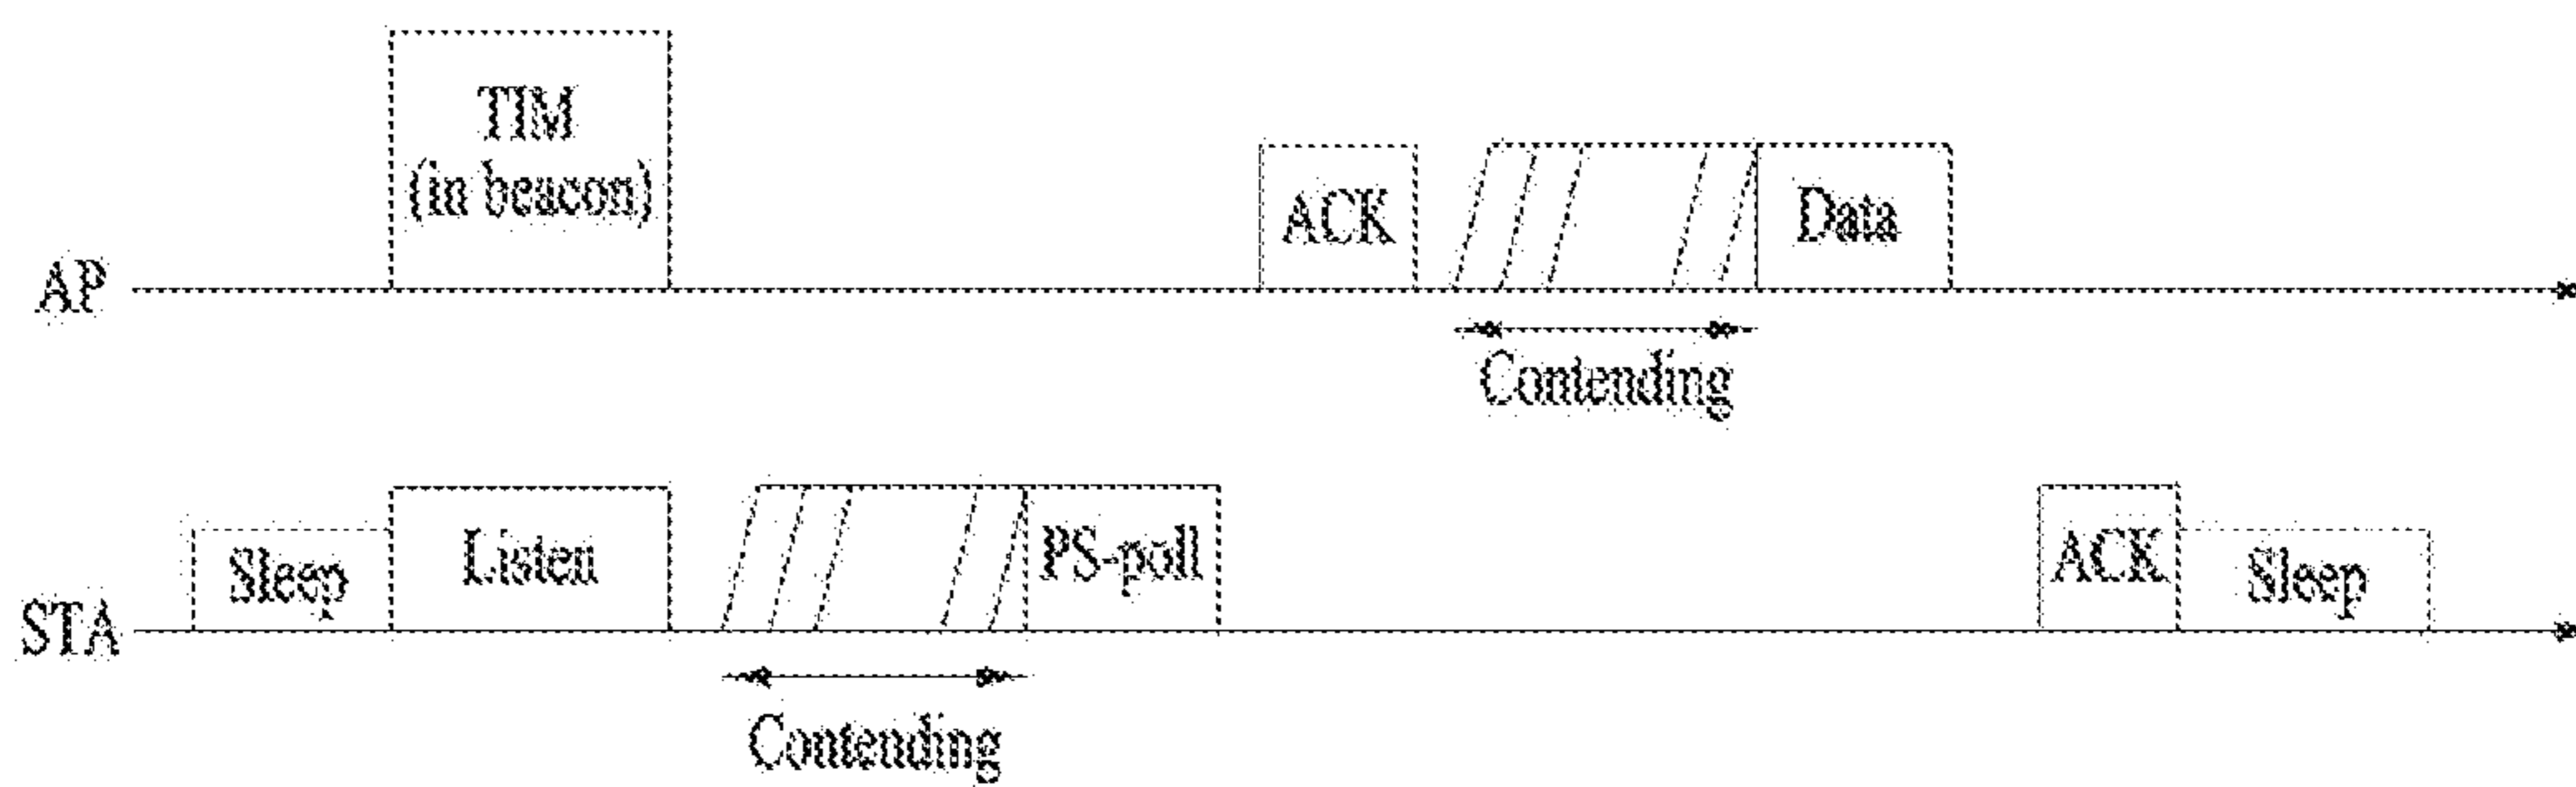 TIM
(in beacon)
AP
ACK
Data
Contending
STA
Sleep
Listen
PS-poll
ACK
Sleep
Contending